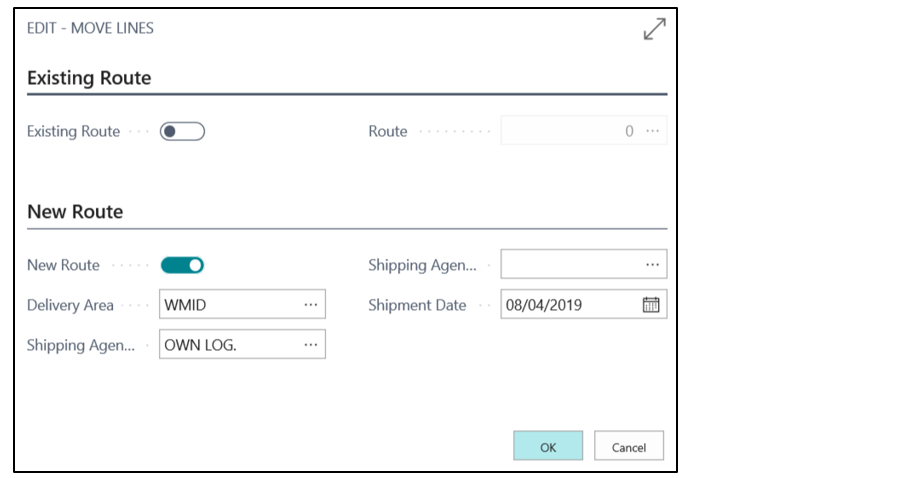 EDIT - MOVE LINES
Existing Route
Existing Route
Route 0 ...
New Route
New Route
Shipping Agen...
...
Delivery Area WMID ...
Shipment Date 08/04/2019
Shipping Agen... OWN LOG. ...
OK Cancel